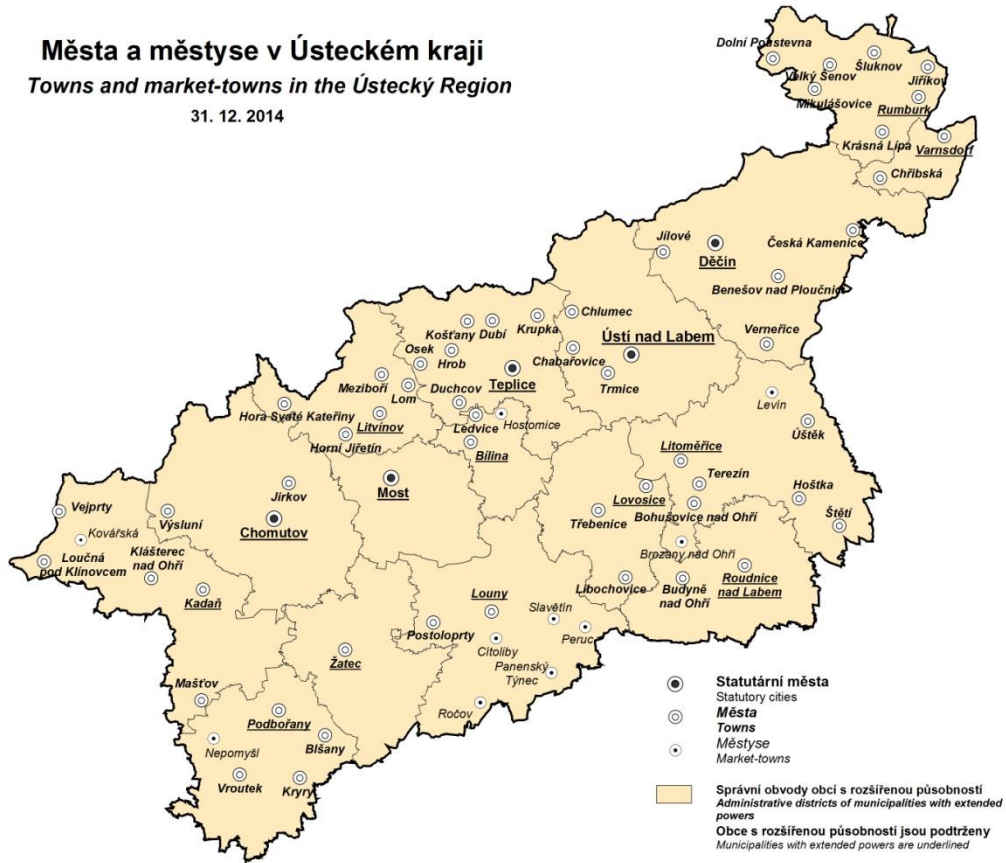 Města a městyse v Ústeckém kraji
Towns and market-towns in the Ústecký Region
31. 12. 2014
Dolní Poustevna
Šluknov
Velký Šenov
Jiříkov
Mikulášovice
Rumburk
Krásná Lípa
Varnsdorf
Chřibská
Jílové
Česká Kamenice
Děčín
Benešov nad Ploučnicí
Chlumec
Krupka
Košťany
Dubí
Ústí nad Labem
Verneřice
Osek
Hrob
Chabařovice
Teplice
Trmice
Meziboří
Lom
Duchcov
Levín
Hora Svaté Kateřiny
Litvínov
Ledvice
Hostomice
Úštěk
Horní Jiřetín
Bílina
Litoměřice
Terezín
Jirkov
Most
Lovosice
Hoštka
Vejprty
Výsluní
Třebenice
Bohušovice nad Ohří
Štětí
Kovářská
Chomutov
Loučná
pod Klínovcem
Klášterec
nad Ohří
Brozany nad Ohří
Kadaň
Libochovice
Budyně
nad Ohří
Roudnice
nad Labem
Louny
Slavětín
Postoloprty
Peruc
Citoliby
Žatec
Panenský
Týnec
Mašťov
Ročov
Podbořany
Nepomyšl
Blšany
Vroutek
Kryry
Statutární města
Statutory cities
Města
Towns
Městyse
Market-towns
Správní obvody obcí s rozšířenou působností
Administrative districts of municipalities with extended
powers
Obce s rozšířenou působností jsou podtrženy
Municipalities with extended powers are underlined